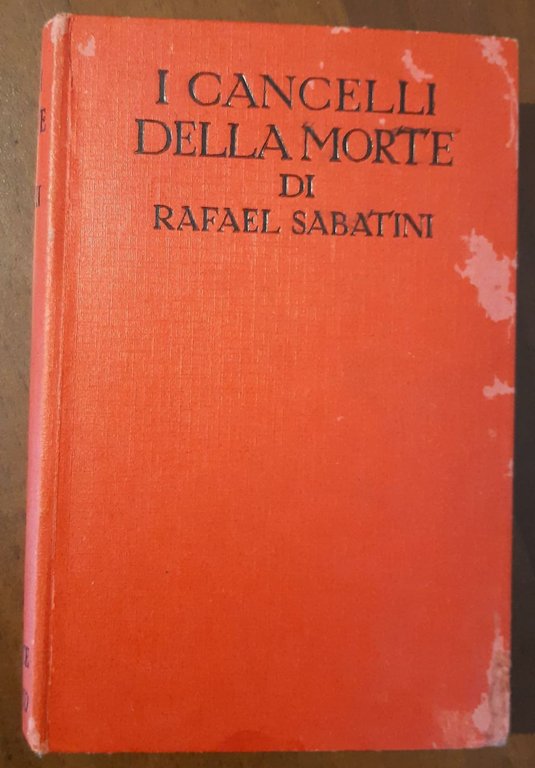 I CANCELLI
DELLA MORTE
DI
RAFAEL SABATINI